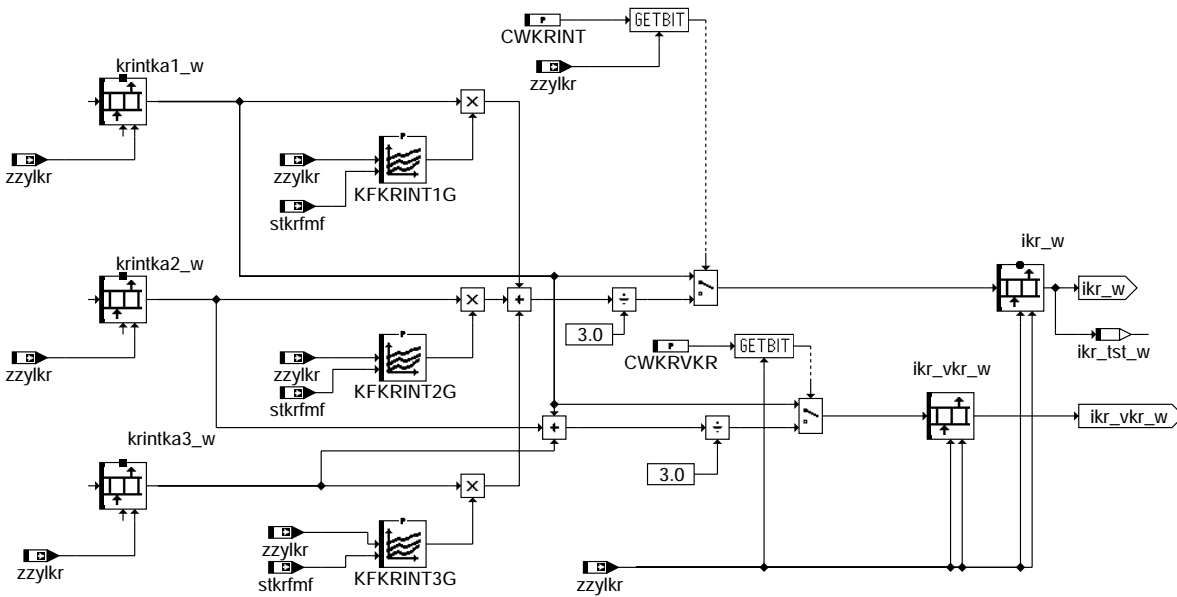 P
GETBIT
CWKRINT
zzylkr
krintka1_w
zzylkr
P
zzylkr
KFKRINT1G
stkrfmf
krintka2_w
ikr_w
ikr_w
3.0
P
GETBIT
CWKRVKR
ikr_tst_w
zzylkr
P
zzylkr
KFKRINT2G
stkrfmf
ikr_vkr_w
ikr_vkr_w
krintka3_w
3.0
zzylkr
P
zzylkr
stkrfmf
KFKRINT3G
zzylkr